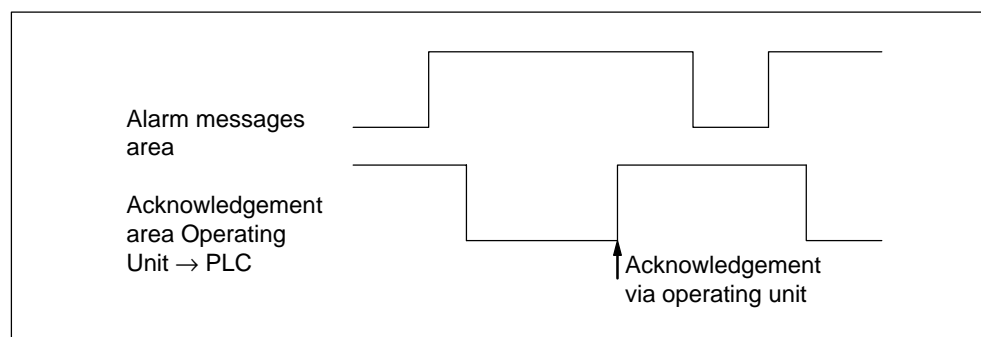 Alarm messages
area
Acknowledgement
area Operating
Unit → PLC
Acknowledgement
via operating unit